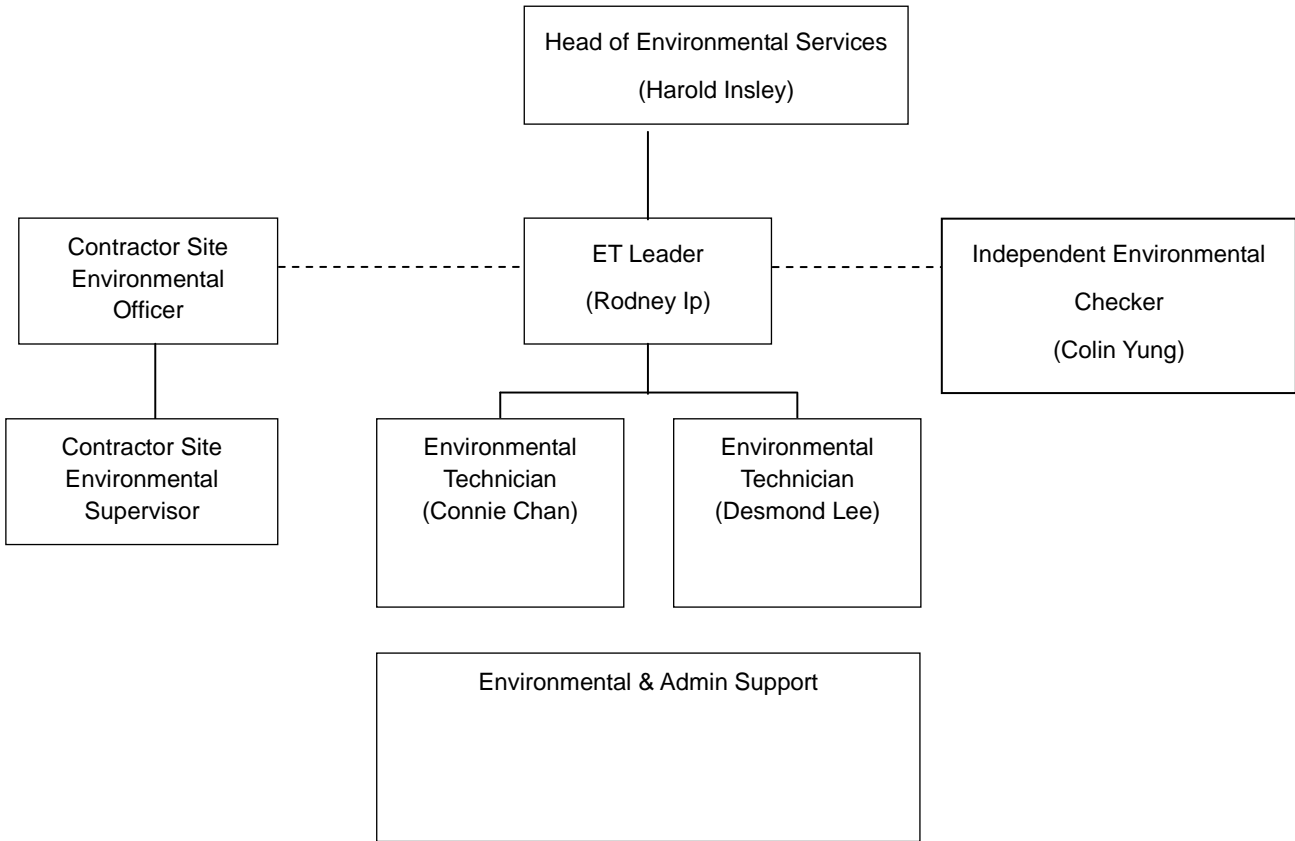 Head of Environmental Services
(Harold Insley)
Contractor Site
Environmental
Officer
ET Leader
(Rodney Ip)
Independent Environmental
Checker
(Colin Yung)
Contractor Site
Environmental
Supervisor
Environmental
Technician
(Connie Chan)
Environmental
Technician
(Desmond Lee)
Environmental & Admin Support